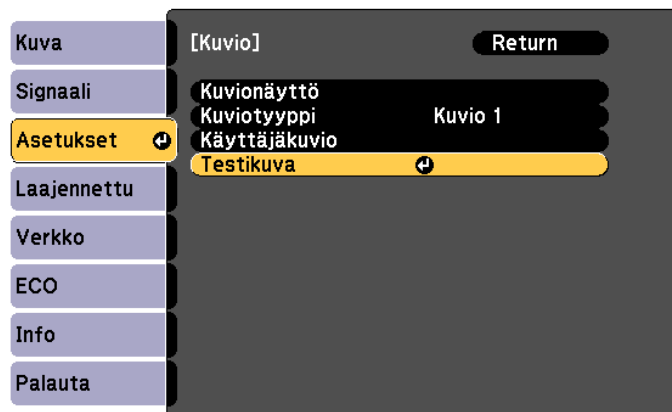 Kuva
Signaali
Asetukset
Laajennettu
Verkko
ECO
Info
Palauta
[Kuvio] Return
Kuvionäyttö
Kuviotyyppi Kuvio 1
Käyttäjäkuvio
Testikuva